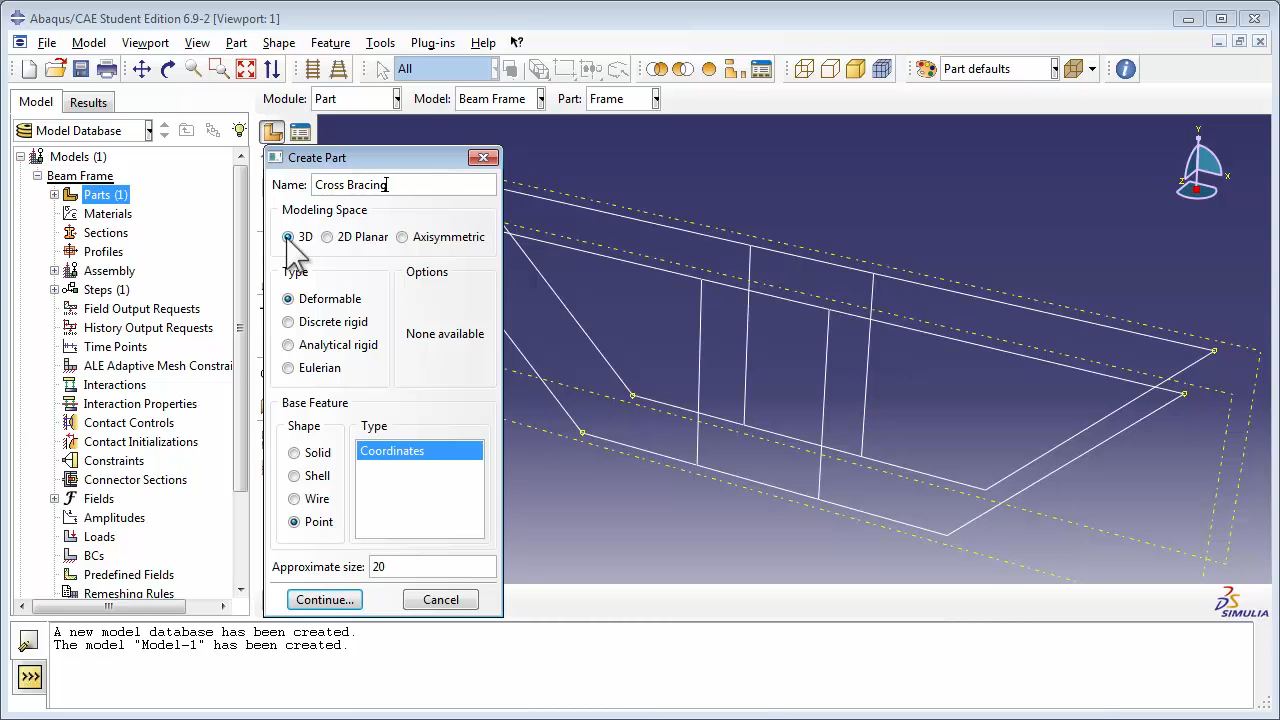 Abaqus/CAE Student Edition 6.9-2 [Viewport: 1]
File Model Viewport View Part Shape Feature Tools Plug-ins Help
All Part defaults
Model Results Module: Part Model: Beam Frame Part: Frame
Model Database
Models (1)
Beam Frame
Parts (1)
Materials
Sections
Profiles
Assembly
Steps (1)
Field Output Requests
History Output Requests
Time Points
ALE Adaptive Mesh Constrai
Interactions
Interaction Properties
Contact Controls
Contact Initializations
Constraints
Connector Sections
Fields
Amplitudes
Loads
BCs
Predefined Fields
Remeshing Rules
Create Part
Name: Cross Bracing
Modeling Space
3D 2D Planar Axisymmetric
Type Options
Deformable
Discrete rigid
None available
Analytical rigid
Eulerian
Base Feature
Shape Type
Solid
Coordinates
Shell
Wire
Point
Approximate size: 20
Continue... Cancel
Y
Z
X
SIMULIA
A new model database has been created.
The model "Model-1" has been created.
>>>